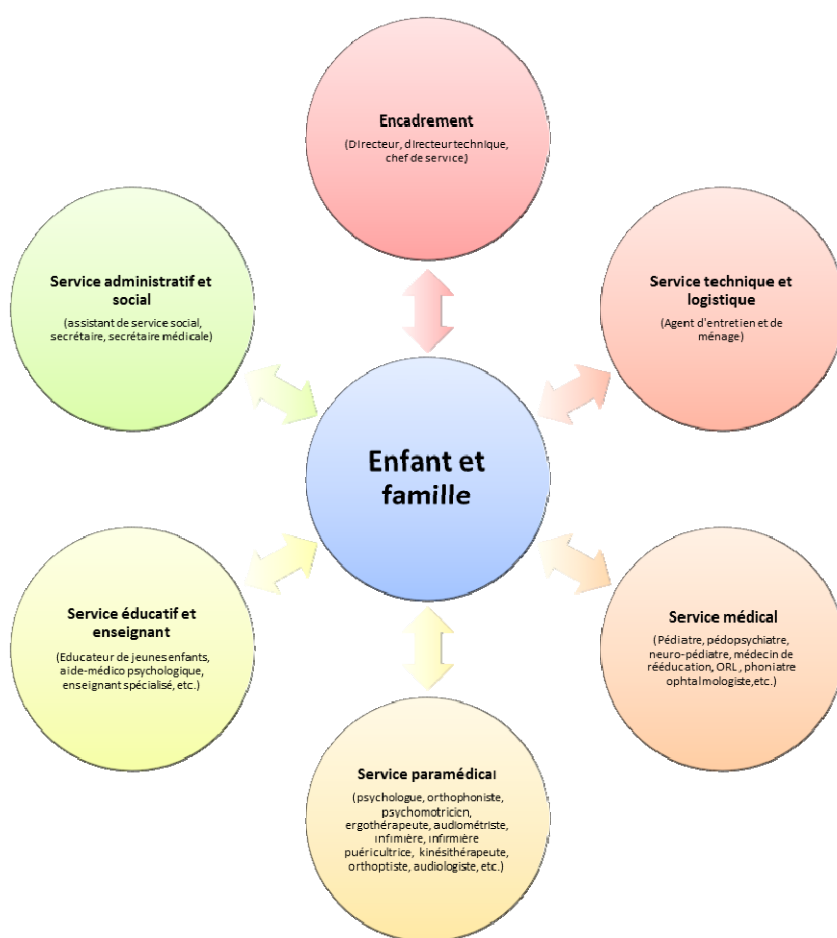 Encadrement
(Directeur, directeur technique,
chef de service)
Service administratif et
social
(assistant de service social,
secrétaire, secrétaire médicale)
Service technique et
logistique
(Agent d'entretien et de
ménage)
Enfant et
famille
Service éducatif et
enseignant
(Educateur de jeunes enfants,
aide-médico psychologique,
enseignant spécialisé, etc.)
Service médical
(Pédiatre, pédopsychiatre,
neuro-pédiatre, médecin de
rééducation, ORL, phoniatre
ophtalmologiste,etc.)
Service paramédical
(psychologue, orthophoniste,
psychomotricien,
ergothérapeute, audiométriste,
infimière, infirmière
puéricultrice, kinésithérapeute,
orthoptiste, audiologiste, etc.)